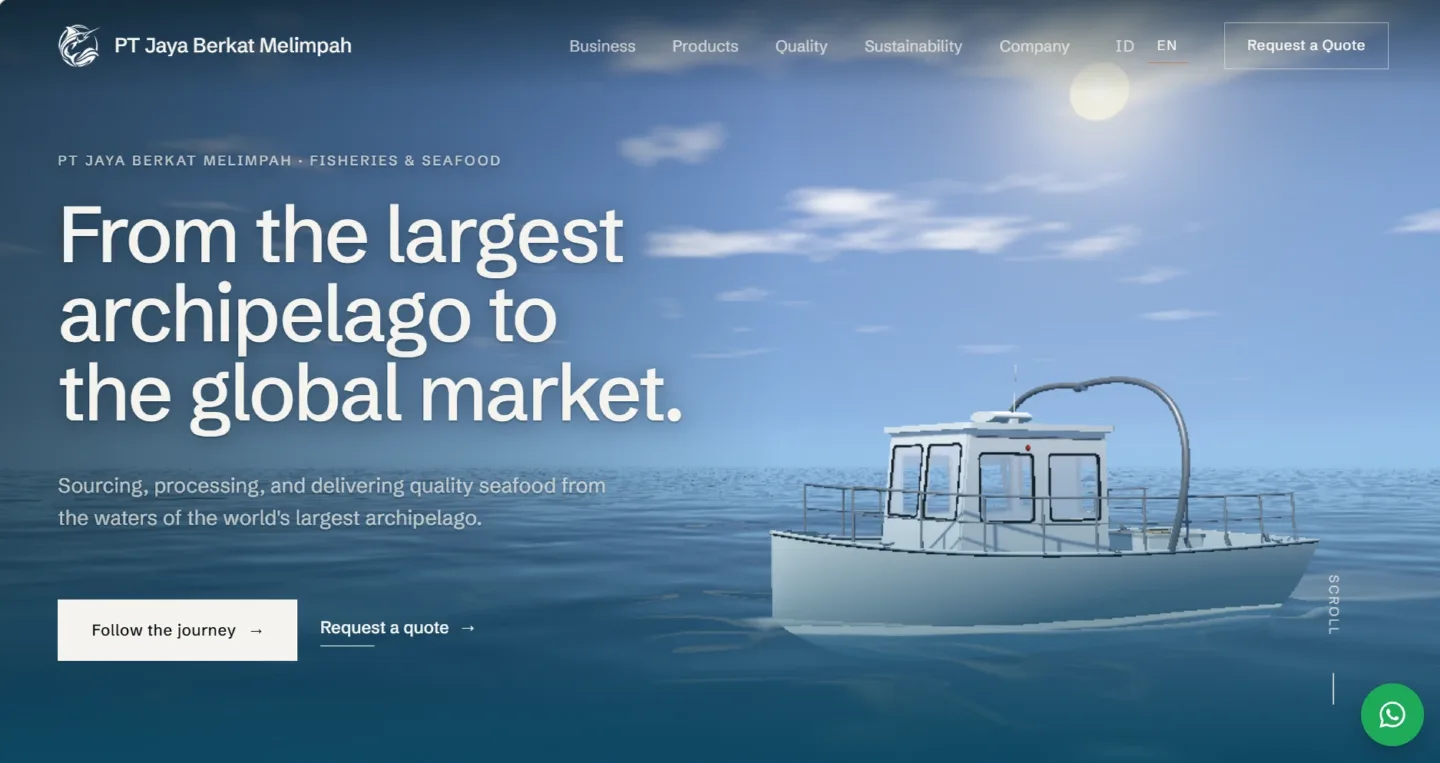 PT Jaya Berkat Melimpah
Business
Products
Quality
Sustainability
Company
ID
EN
Request a Quote
PT JAYA BERKAT MELIMPAH · FISHERIES & SEAFOOD
From the largest
archipelago to
the global market.
Sourcing, processing, and delivering quality seafood from
the waters of the world's largest archipelago.
Follow the journey →
Request a quote →
SCROLL